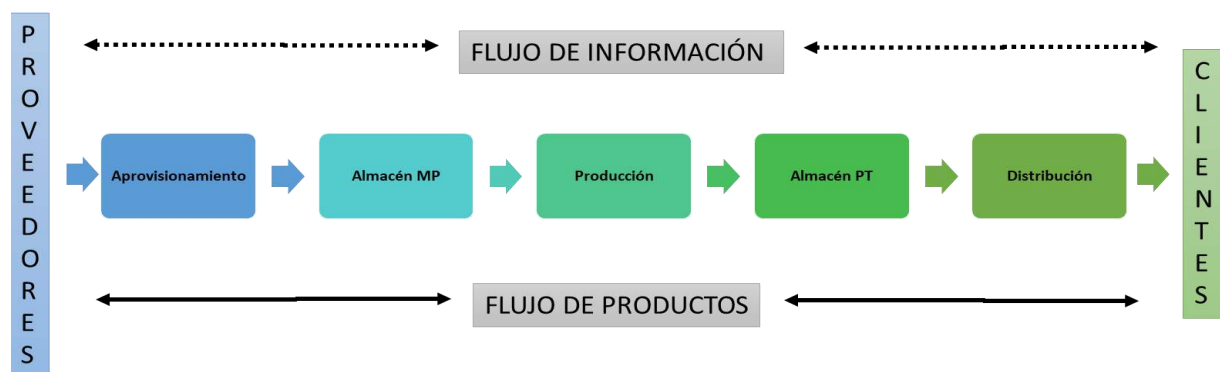 PROVEEDORES
FLUJO DE INFORMACIÓN
CLIENTES
Aprovisionamiento
Almacén MP
Producción
Almacén PT
Distribución
FLUJO DE PRODUCTOS